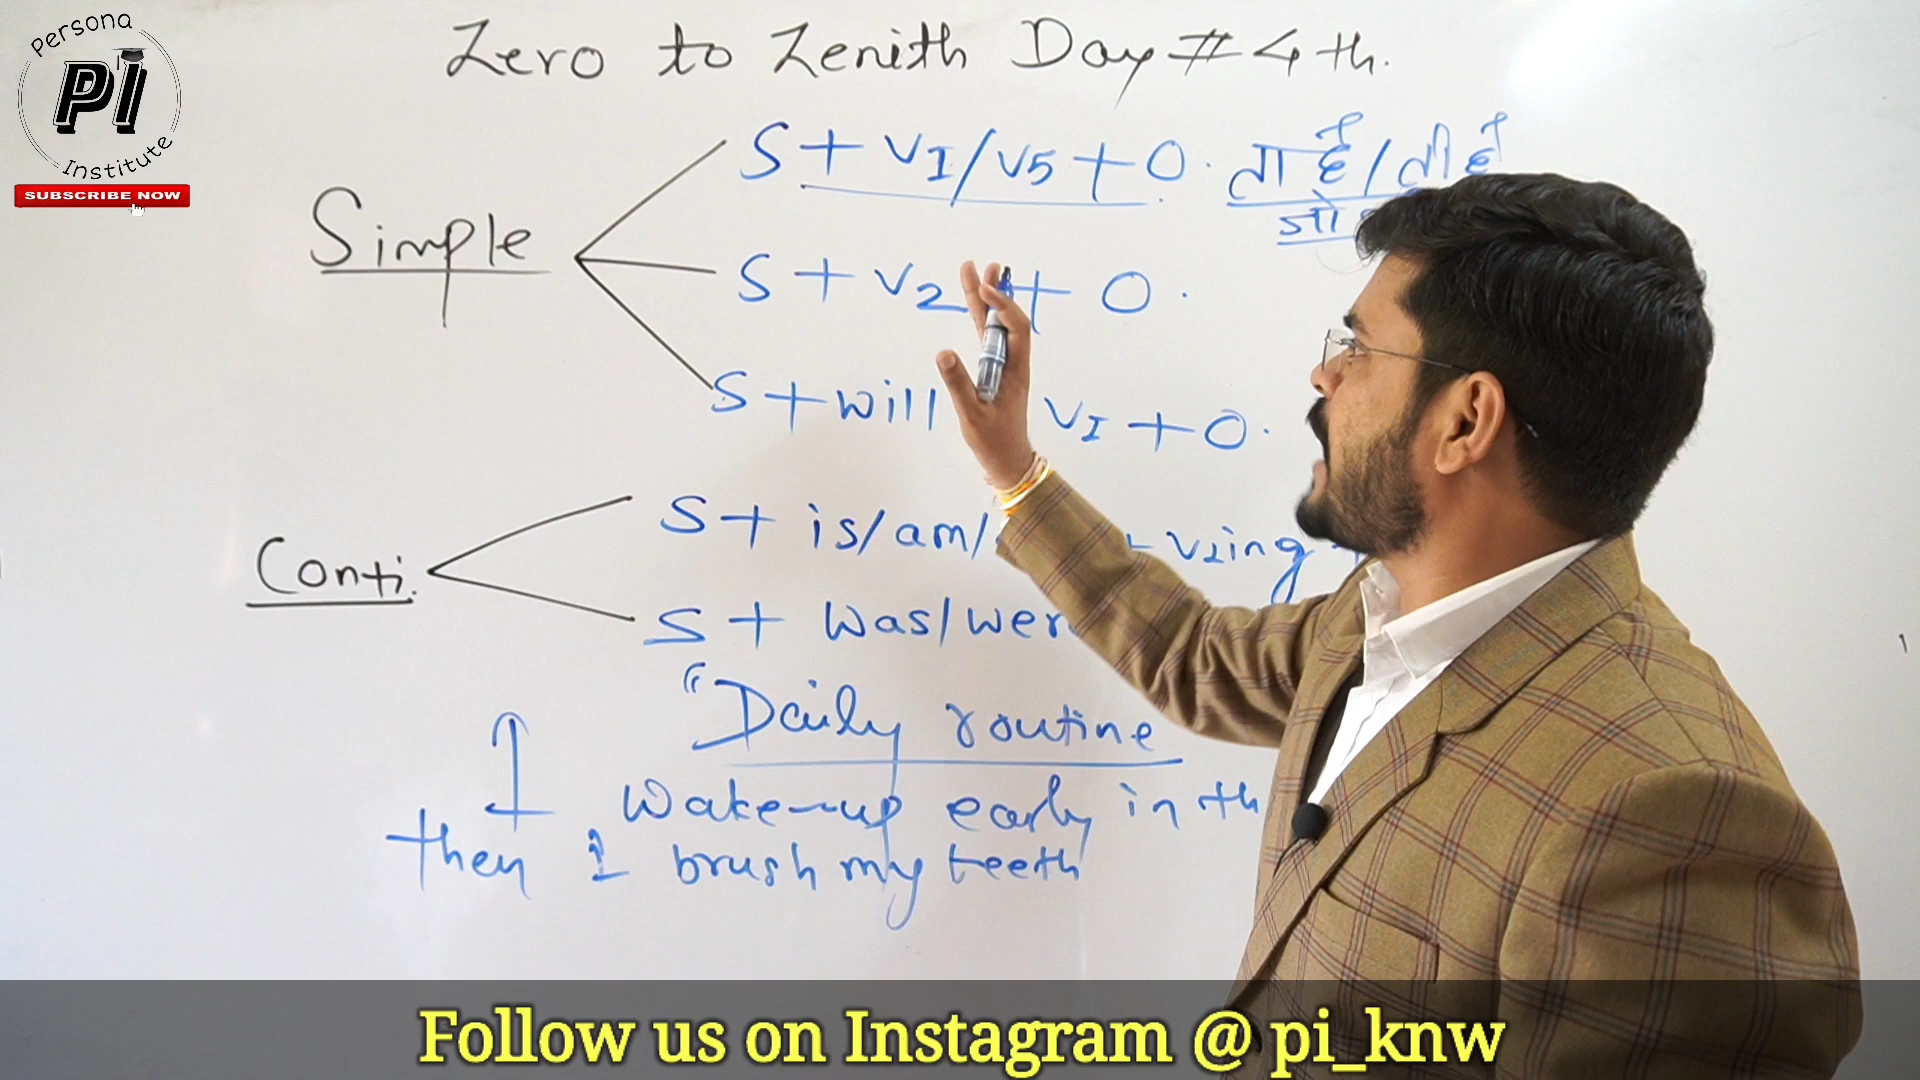 Persona
PI
Institute
SUBSCRIBE NOW
Zero to Zenith Day # 4th.
Simple
S + V1/V5 + O. ता है/ती है
S + V2 + O.
S + will V1 + O.
Conti.
S + is/am/ + V1ing +
S + was/were
"Daily routine
I wake-up early in th
then I brush my teeth
Follow us on Instagram @ pi_knw